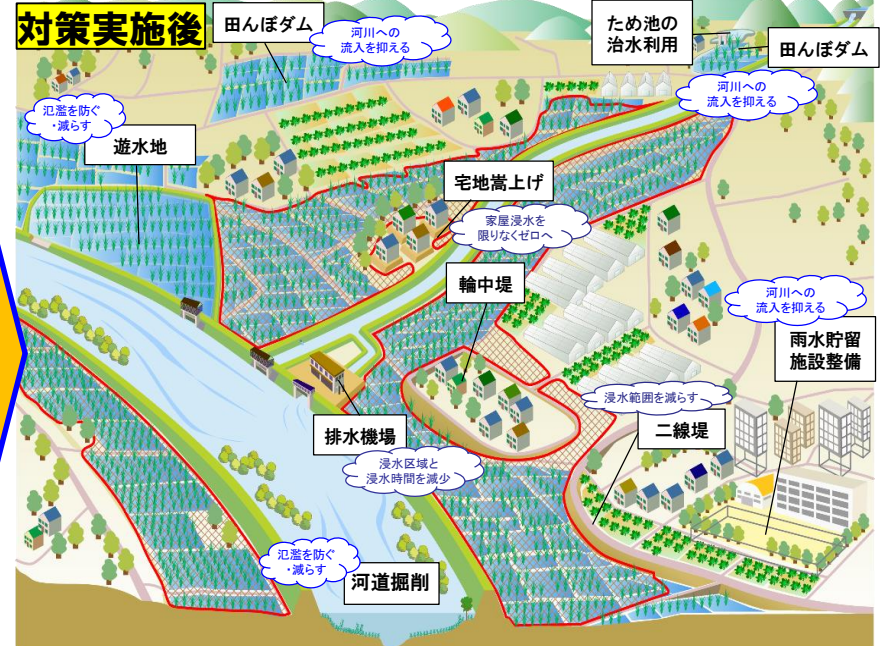 対策実施後
田んぼダム
河川への
流入を抑える
ため池の
治水利用
田んぼダム
河川への
流入を抑える
氾濫を防ぐ
・減らす
遊水地
宅地嵩上げ
家屋浸水を
限りなくゼロへ
輪中堤
河川への
流入を抑える
雨水貯留
施設整備
浸水範囲を減らす
二線堤
排水機場
浸水区域と
浸水時間を減少
氾濫を防ぐ
・減らす
河道掘削